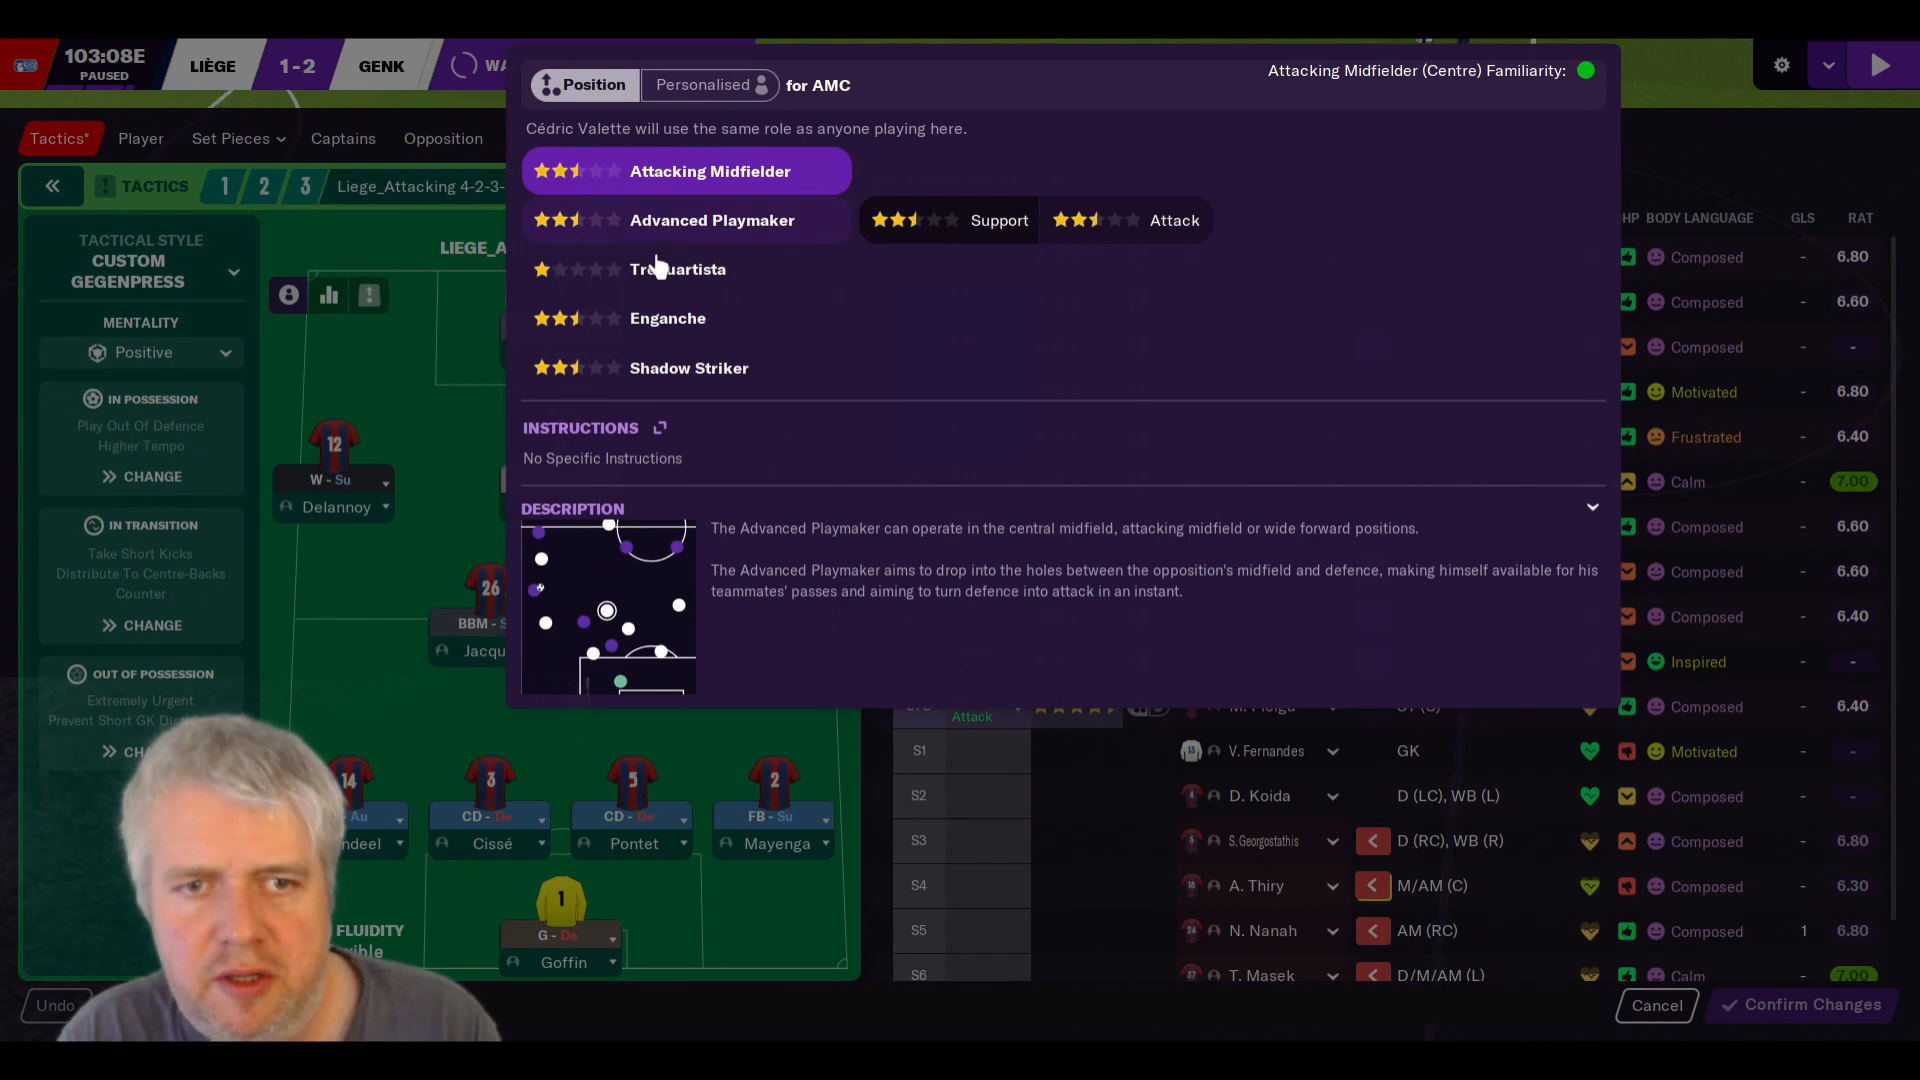 103:08E
PAUSED
LIÈGE
1-2
GENK
Position
Personalised
for AMC
Attacking Midfielder (Centre) Familiarity:
Tactics*
Player
Set Pieces
Captains
Opposition
Cédric Valette will use the same role as anyone playing here.
Attacking Midfielder
TACTICS
1
2
3
Liege_Attacking 4-2-3-
Advanced Playmaker
Support
Attack
BODY LANGUAGE
GLS
RAT
TACTICAL STYLE
CUSTOM
GEGENPRESS
LIEGE_A
Enganche
Shadow Striker
MENTALITY
Positive
IN POSSESSION
Play Out Of Defence
Higher Tempo
CHANGE
IN TRANSITION
Take Short Kicks
Distribute To Centre-Backs
Counter
CHANGE
OUT OF POSSESSION
Extremely Urgent
Prevent Short GK
12
W - Su
Delannoy
26
BBM -
INSTRUCTIONS
No Specific Instructions
DESCRIPTION
The Advanced Playmaker can operate in the central midfield, attacking midfield or wide forward positions.
The Advanced Playmaker aims to drop into the holes between the opposition's midfield and defence, making himself available for his
teammates' passes and aiming to turn defence into attack in an instant.
Composed - 6.80
Composed - 6.60
Composed - -
Motivated - 6.80
Frustrated - 6.40
Calm - 7.00
Composed - 6.60
Composed - 6.60
Composed - 6.40
Inspired - -
Attack
Composed - 6.40
S1 V. Fernandes GK Motivated - -
S2 D. Koida D (LC), WB (L) Composed - -
S3 S. Georgostathis D (RC), WB (R) Composed - 6.80
S4 A. Thiry M/AM (C) Composed - 6.30
S5 N. Nanah AM (RC) Composed 1 6.80
S6 T. Masek D/M/AM (L) Calm - 7.00
14
3
5
2
- Au
CD - De
CD - De
FB - Su
Cissé
Pontet
Mayenga
1
G - De
Goffin
FLUIDITY
Undo
Cancel
Confirm Changes